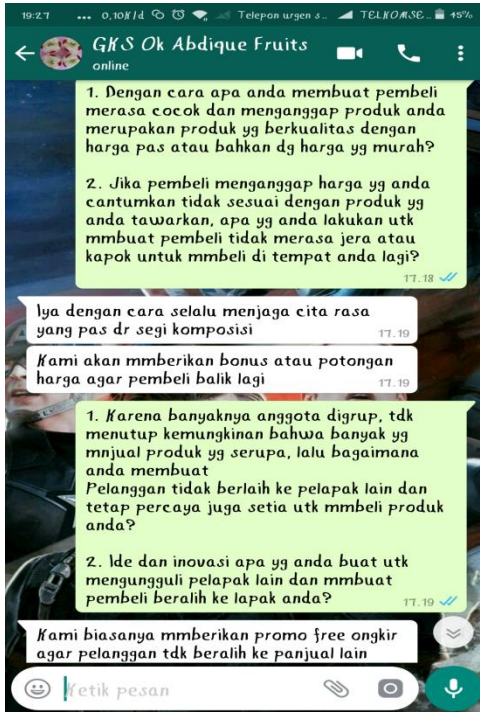 19:27 ... 0,10K/d Telepon urgen s.. TELKOMSE.. 45%
GKS Ok Abdique Fruits
online
1. Dengan cara apa anda membuat pembeli
merasa cocok dan menganggap produk anda
merupakan produk yg berkualitas dengan
harga pas atau bahkan dg harga yg murah?
2. Jika pembeli menganggap harga yg anda
cantumkan tidak sesuai dengan produk yg
anda tawarkan, apa yg anda lakukan utk
mmbuat pembeli tidak merasa jera atau
kapok untuk mmbeli di tempat anda lagi?
17.18
Iya dengan cara selalu menjaga cita rasa
yang pas dr segi komposisi
17.19
Kami akan mmberikan bonus atau potongan
harga agar pembeli balik lagi
17.19
1. Karena banyaknya anggota digrup, tdk
menutup kemungkinan bahwa banyak yg
mnjual produk yg serupa, lalu bagaimana
anda membuat
Pelanggan tidak berlaih ke pelapak lain dan
tetap percaya juga setia utk mmbeli produk
anda?
2. Ide dan inovasi apa yg anda buat utk
mengungguli pelapak lain dan mmbuat
pembeli beralih ke lapak anda?
17.19
Kami biasanya mmberikan promo free ongkir
agar pelanggan tdk beralih ke panjual lain
Ketik pesan